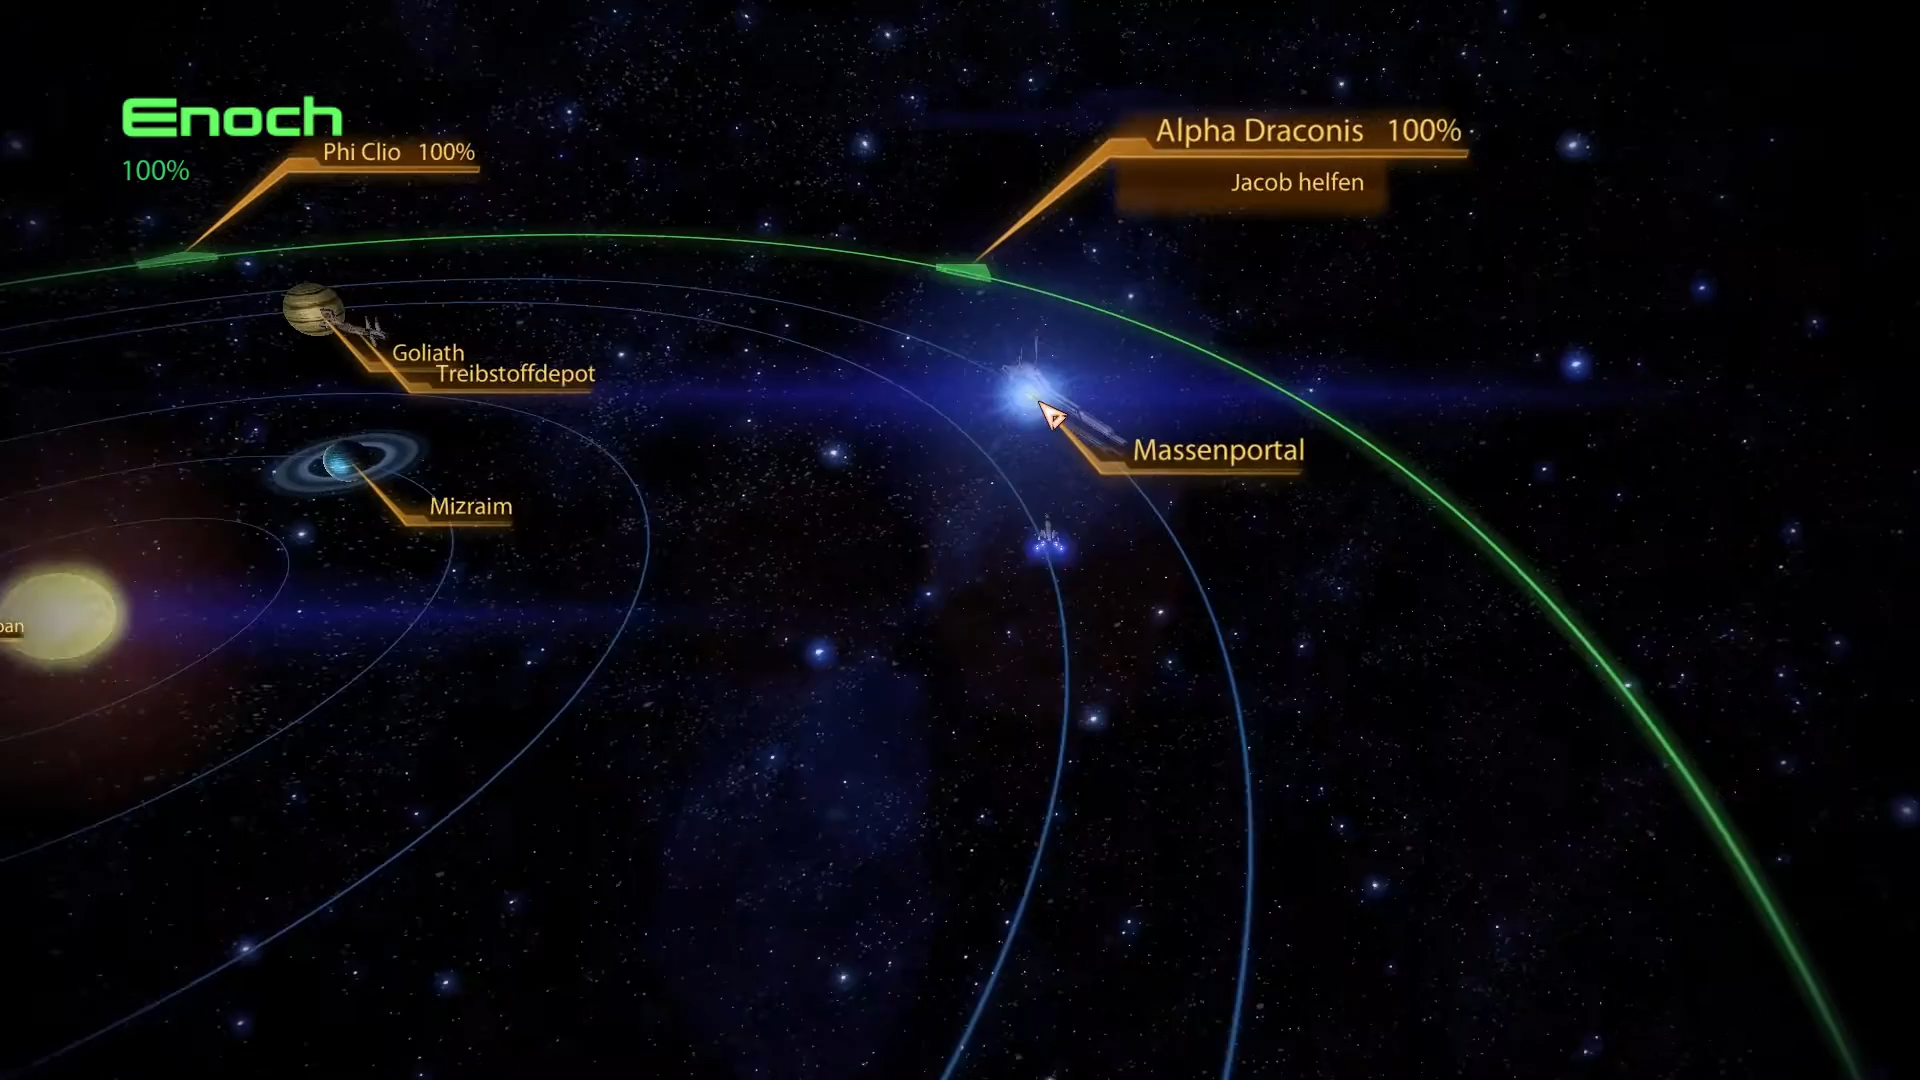 Enoch
100%
Phi Clio 100%
Alpha Draconis 100%
Jacob helfen
Goliath
Treibstoffdepot
Massenportal
Mizraim